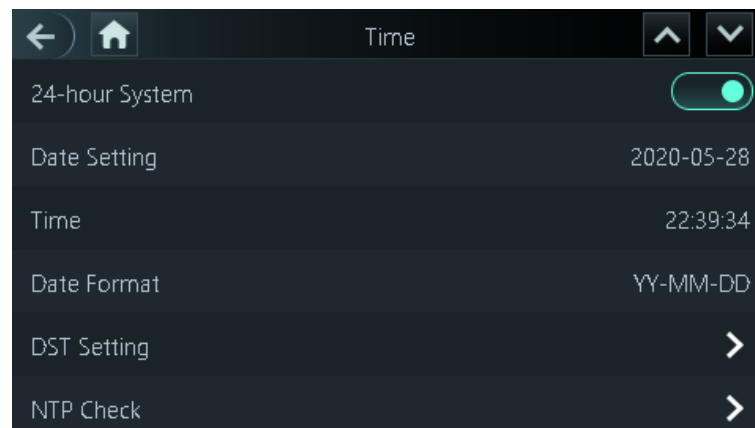 Time
24-hour System
Date Setting 2020-05-28
Time 22:39:34
Date Format YY-MM-DD
DST Setting
NTP Check